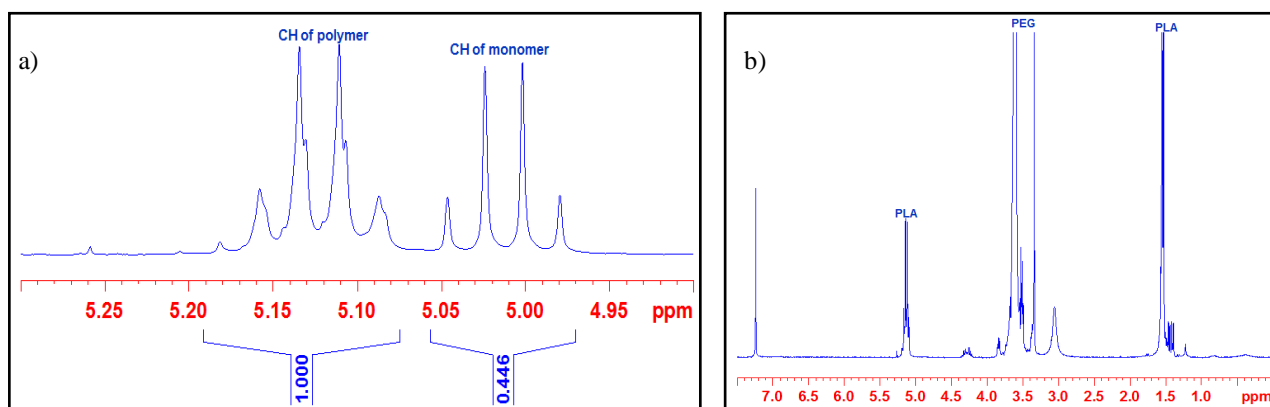 a)
CH of polymer
CH of monomer
5.25 5.20 5.15 5.10 5.05 5.00 4.95 ppm
1.000
0.446
b)
PEG
PLA
PLA
7.0 6.5 6.0 5.5 5.0 4.5 4.0 3.5 3.0 2.5 2.0 1.5 1.0 ppm